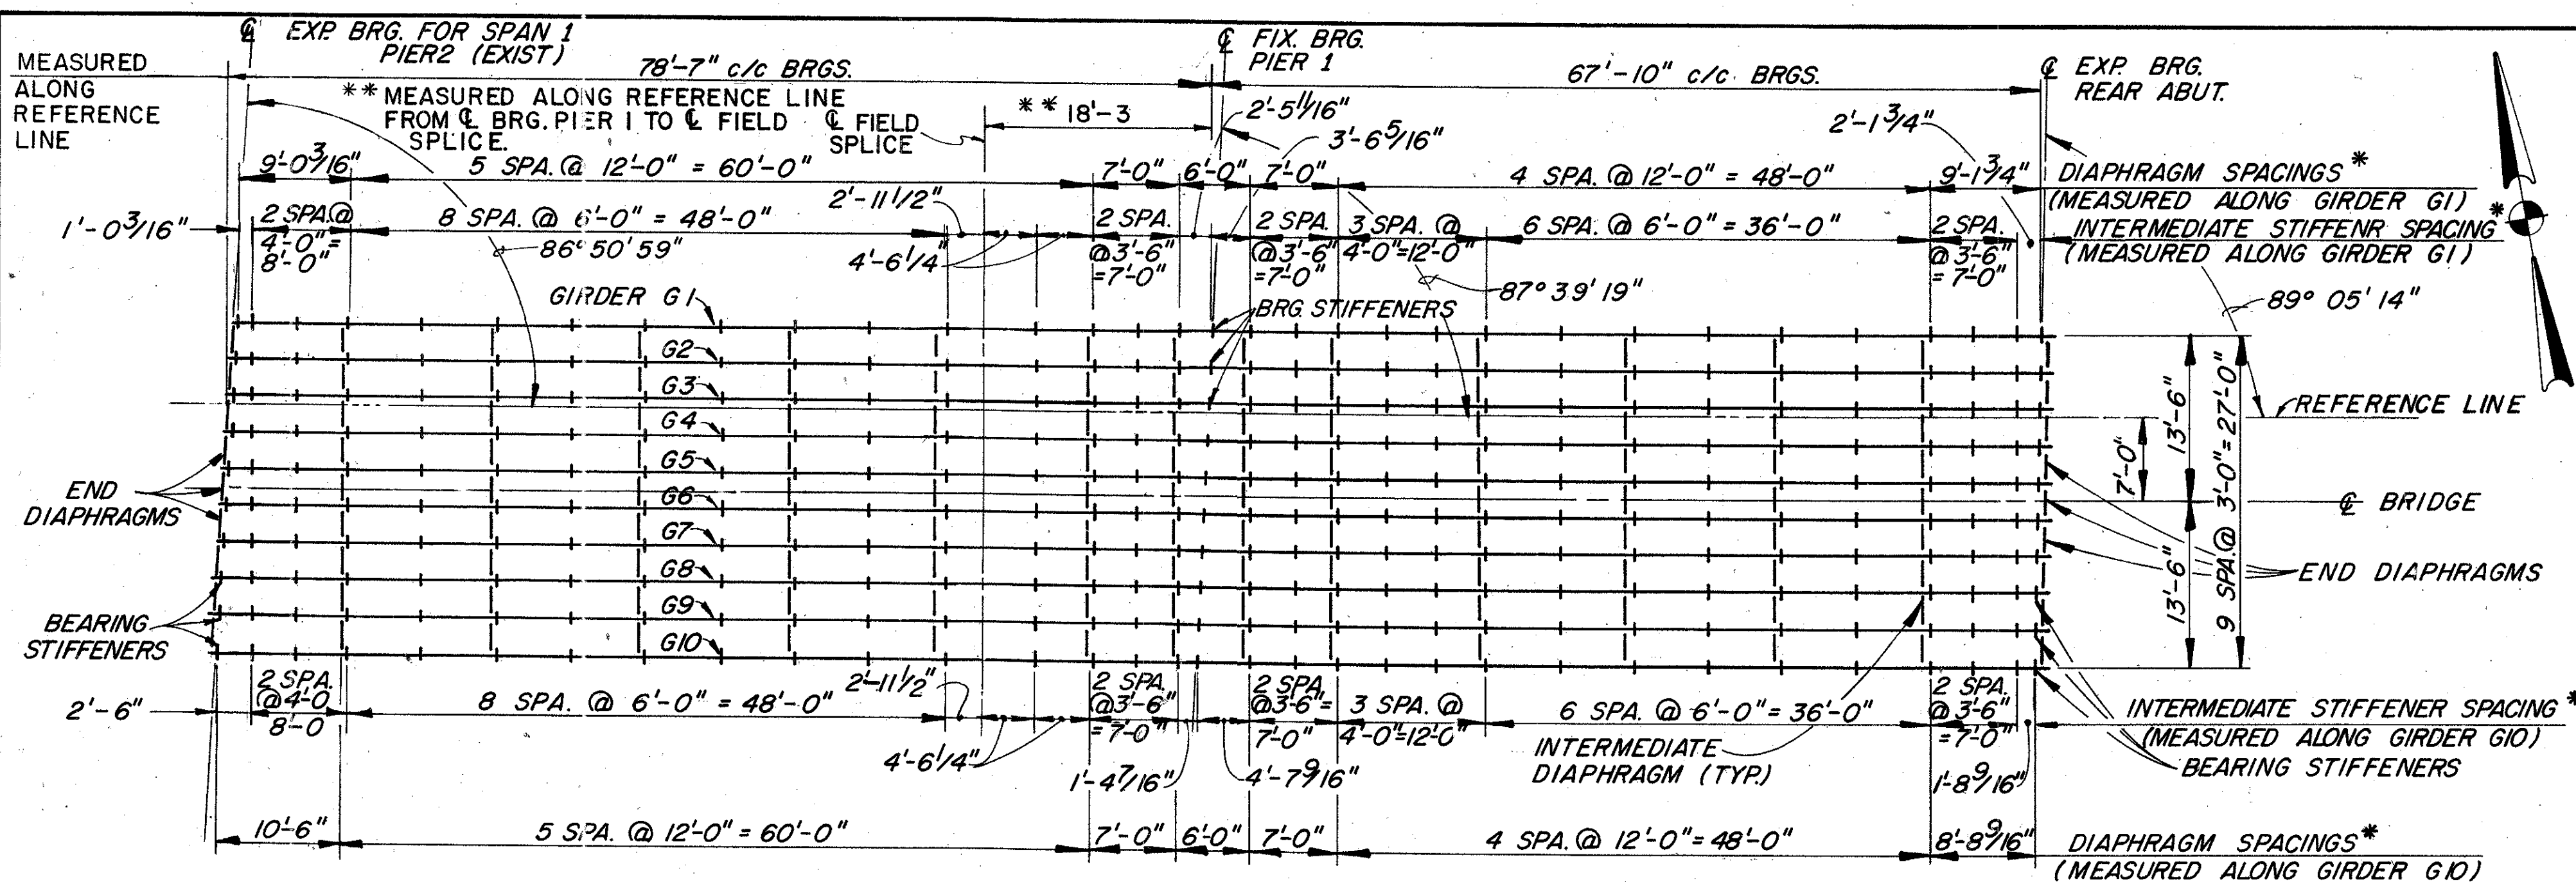 ℄ EXP. BRG. FOR SPAN 1
PIER2 (EXIST)
℄ FIX. BRG.
PIER 1
℄ EXP. BRG.
REAR ABUT.
MEASURED
ALONG
REFERENCE
LINE
78'-7" c/c BRGS.
67'-10" c/c BRGS.
** MEASURED ALONG REFERENCE LINE
FROM ℄ BRG. PIER 1 TO ℄ FIELD
SPLICE.
℄ FIELD
SPLICE
** 18'-3
2'-5 11/16"
3'-6 5/16"
2'-1 3/4"
9'-0 3/16"
5 SPA. @ 12'-0" = 60'-0"
7'-0"
6'-0"
7'-0"
4 SPA. @ 12'-0" = 48'-0"
9'-1 3/4"
DIAPHRAGM SPACINGS *
(MEASURED ALONG GIRDER G1)
1'-0 3/16"
2 SPA.@
4'-0"=
8'-0"
8 SPA. @ 6'-0" = 48'-0"
2'-11 1/2"
4'-6 1/4"
2 SPA.
@3'-6"
=7'-0"
2 SPA.
@3'-6"
=7'-0"
3 SPA. @
4'-0"=12'-0"
6 SPA. @ 6'-0" = 36'-0"
2 SPA.
@ 3'-6"
= 7'-0"
INTERMEDIATE STIFFENR SPACING *
(MEASURED ALONG GIRDER G1)
86° 50' 59"
87° 39' 19"
89° 05' 14"
GIRDER G1
BRG. STIFFENERS
G2
G3
G4
G5
G6
G7
G8
G9
G10
REFERENCE LINE
13'-6"
7'-0"
13'-6"
9 SPA.@ 3'-0"=27'-0"
℄ BRIDGE
END
DIAPHRAGMS
END DIAPHRAGMS
BEARING
STIFFENERS
2'-6"
2 SPA.
@4'-0
8'-0
8 SPA. @ 6'-0" = 48'-0"
2'-11 1/2"
4'-6 1/4"
2 SPA.
@3'-6"
=7'-0"
1'-4 7/16"
2 SPA.
@3'-6"=
7'-0"
4'-7 9/16"
3 SPA. @
4'-0"=12'-0"
6 SPA. @ 6'-0"= 36'-0"
2 SPA.
@ 3'-6"
=7'-0"
1'-8 9/16"
INTERMEDIATE STIFFENER SPACING *
(MEASURED ALONG GIRDER G10)
BEARING STIFFENERS
INTERMEDIATE
DIAPHRAGM (TYP.)
10'-6"
5 SPA. @ 12'-0" = 60'-0"
7'-0"
6'-0"
7'-0"
4 SPA. @ 12'-0"= 48'-0"
8'-8 9/16"
DIAPHRAGM SPACINGS *
(MEASURED ALONG GIRDER G10)